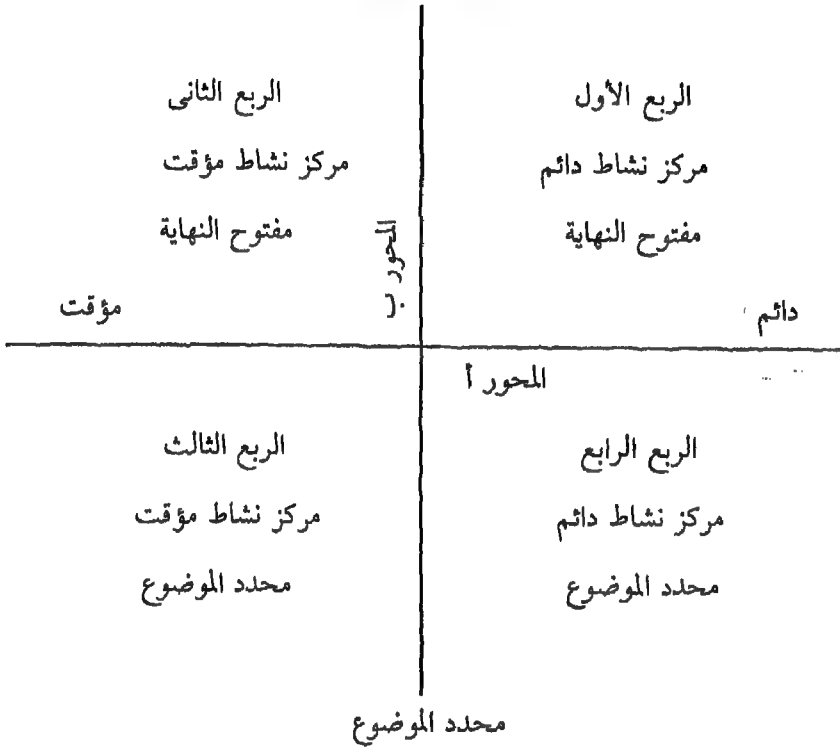 الربع الأول
مركز نشاط دائم
مفتوح النهاية
دائم
الربع الثانى
مركز نشاط مؤقت
مفتوح النهاية
مؤقت
المحور ب
المحور أ
الربع الرابع
مركز نشاط دائم
محدد الموضوع
الربع الثالث
مركز نشاط مؤقت
محدد الموضوع
محدد الموضوع